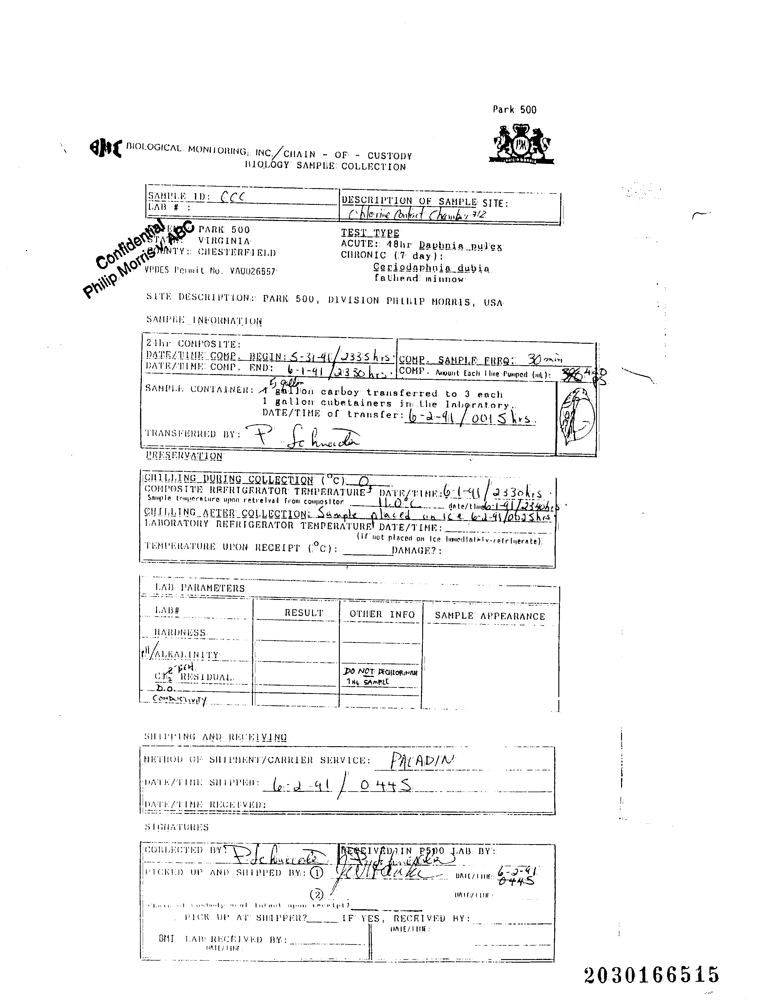 Park 500
BMI BIOLOGICAL MONITORING, INC/CHAIN - OF - CUSTODY
BIOLOGY SAMPLE COLLECTION
SAMPLE ID: CCC
LAB # :
DESCRIPTION OF SAMPLE SITE:
Chlorine Contact Chamber
PARK 500
VIRGINIA
CHESTERFIELD
VPDES Permit No. VA0026557
Confidential
Philip Morris
ABC
TEST TYPE
ACUTE: 48hr Daphnia pulex
CHRONIC (7 day):
Ceriodaphnia dubia
fathead minnow
SITE DESCRIPTION: PARK 500, DIVISION PHILIP MORRIS, USA
SAMPLE INFORMATION
24hr COMPOSITE:
DATE/TIME COMP. BEGIN: 5-31-91/2335hrs.
DATE/TIME COMP. END: 6-1-91/2330hrs.
COMP. SAMPLE FREQ: 30 min
COMP. Amount Each Time Pumped (mL):
SAMPLE CONTAINER: 5 gallon carboy transferred to 3 each
1 gallon cubetainers in the laboratory.
DATE/TIME of transfer: 6-2-91/0015hrs.
TRANSFERRED BY: P. Schneider
PRESERVATION
CHILLING DURING COLLECTION (°C)
COMPOSITE REFRIGERATOR TEMPERATURE DATE/TIME: 6-1-91/2330hrs.
Sample temperature upon retrieval from compositor 11.0°C date/time: 6-1-91/2340hrs
CHILLING AFTER COLLECTION: Sample placed on ice 6-2-91/0025hrs
LABORATORY REFRIGERATOR TEMPERATURE DATE/TIME:
(if not placed on ice immediately-refrigerate)
TEMPERATURE UPON RECEIPT (°C): DAMAGE?:
LAB PARAMETERS
LAB# RESULT OTHER INFO SAMPLE APPEARANCE
HARDNESS
pH/ALKALINITY
RESIDUAL DO NOT DECHLORINATE
THE SAMPLE
D.O.
CONDUCTIVITY
SHIPPING AND RECEIVING
METHOD OF SHIPMENT/CARRIER SERVICE: PALADIN
DATE/TIME SHIPPED: 6-2-91/0445
DATE/TIME RECEIVED:
SIGNATURES
COLLECTED BY: P. Schneider RECEIVED IN P500 LAB BY: P. Schneider
PICKED UP AND SHIPPED BY: (1) DATE/TIME: 6-2-91
0445
(2) DATE/TIME:
Chain of custody seal intact upon receipt?
PICK UP AT SHIPPER? IF YES, RECEIVED BY:
DATE/TIME:
BMI LAB RECEIVED BY:
DATE/TIME
2030166515